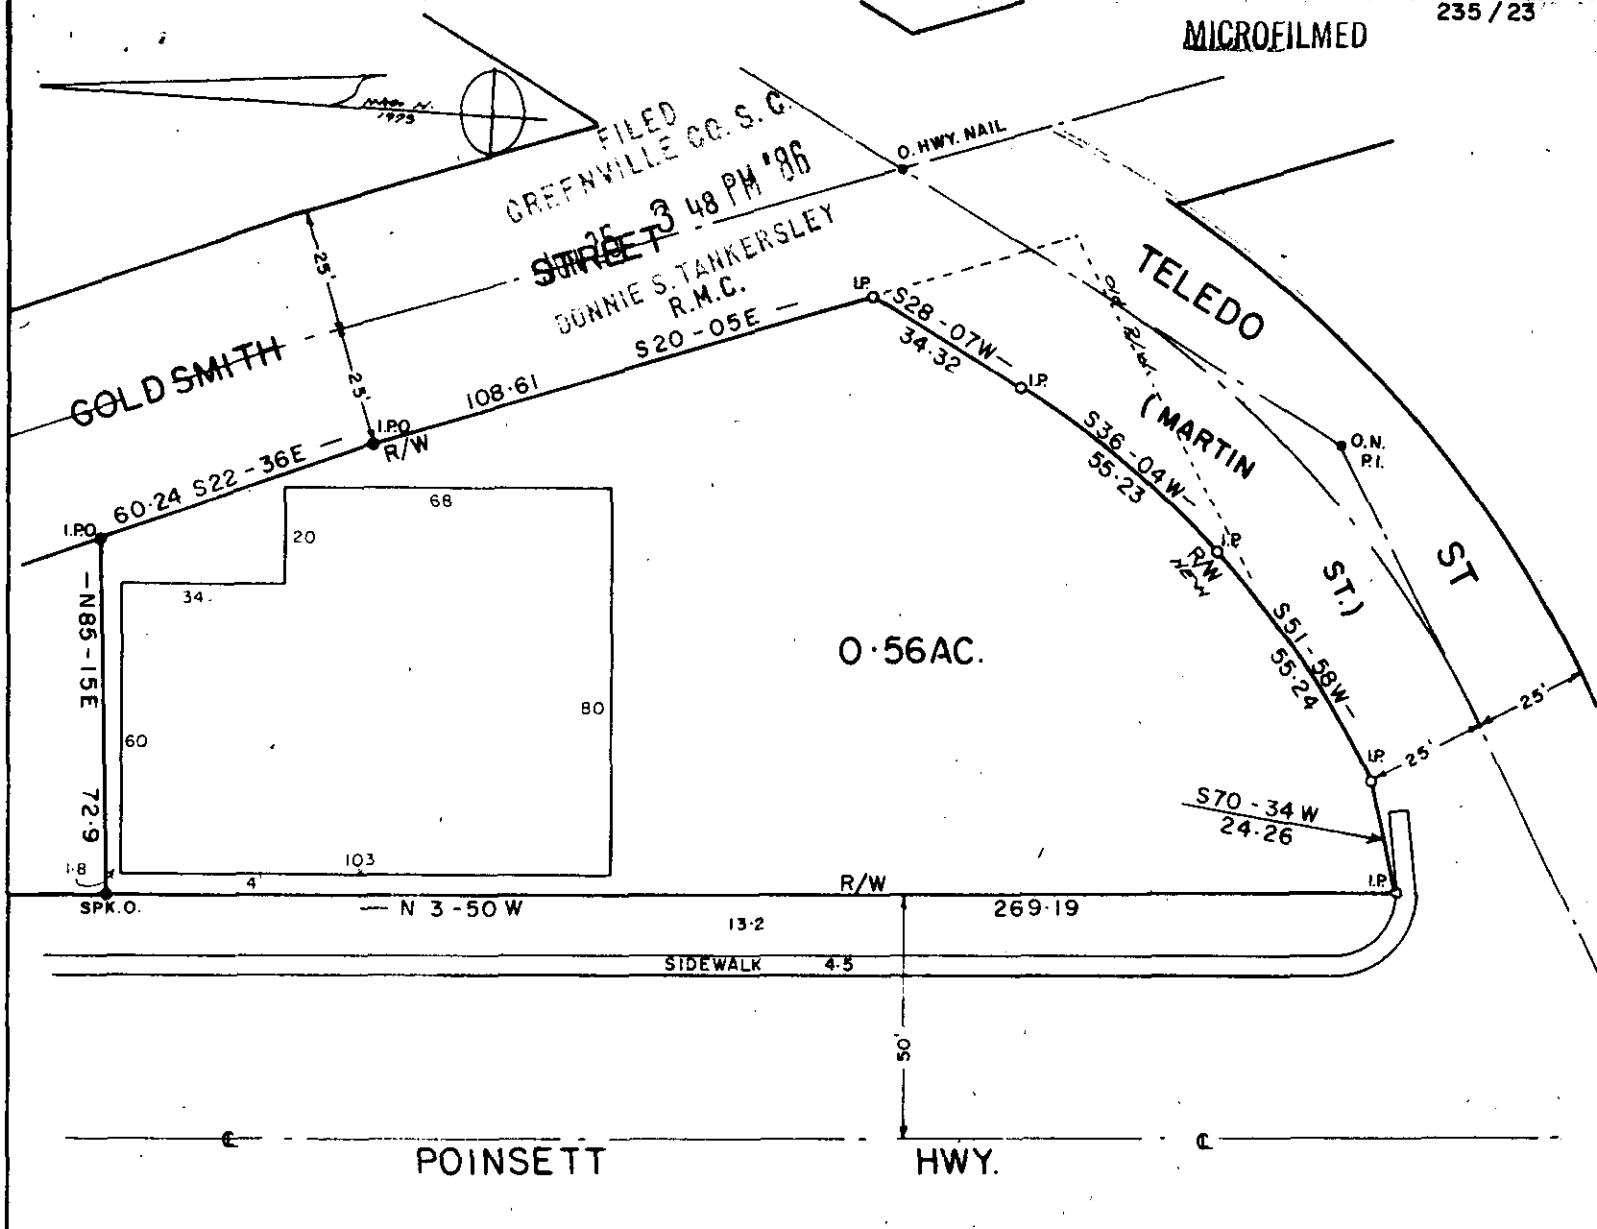 235/23
MICROFILMED
1973
FILED
GREENVILLE CO. S. C.
3 48 PM '86
DONNIE S. TANKERSLEY
R.M.C.
O. HWY. NAIL
GOLDSMITH STREET
25'
25'
TELEDO ST
(MARTIN ST.)
I.P.
S28-07W
34.32
I.P.
S20-05E
108.61
I.P.O.
R/W
60.24 S22-36E
I.P.O.
S36-04W
55.23
O.N.
P.I.
I.P.
R/W
NEW
S51-58W
55.24
25'
25'
I.P.
68
20
34
60
80
103
0.56AC.
N85-15E
72.9
1.8
4'
S70-34W
24.26
I.P.
SPK.O.
N 3-50 W
R/W
269.19
13.2
SIDEWALK 4.5
50'
℄
℄
POINSETT HWY.